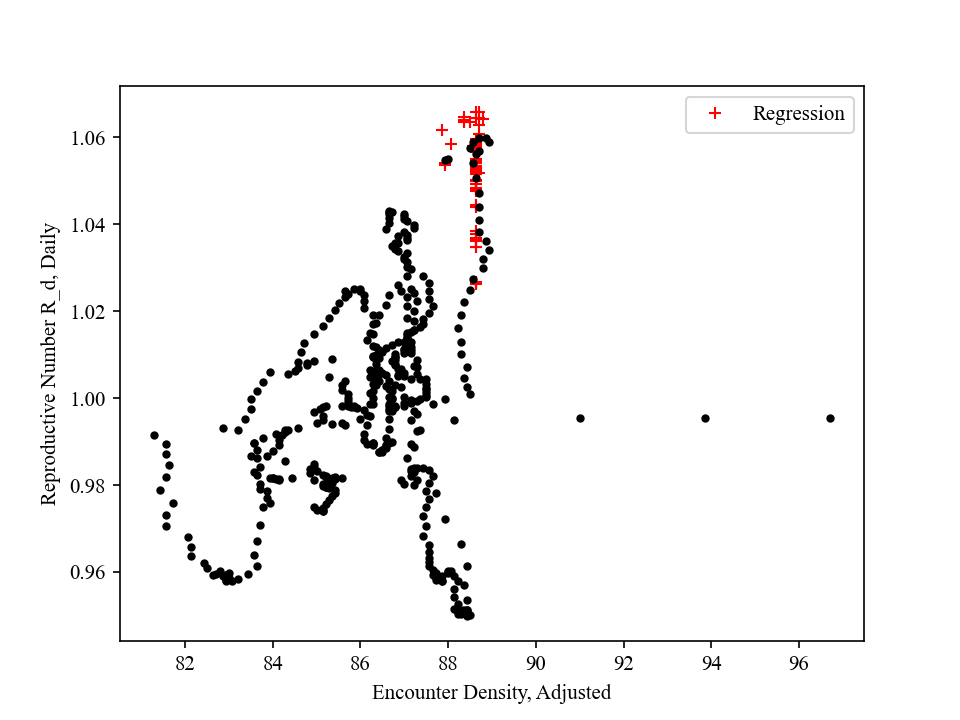 Regression
1.06
1.04
1.02
1.00
0.98
0.96
Reproductive Number R_d, Daily
82 84 86 88 90 92 94 96
Encounter Density, Adjusted